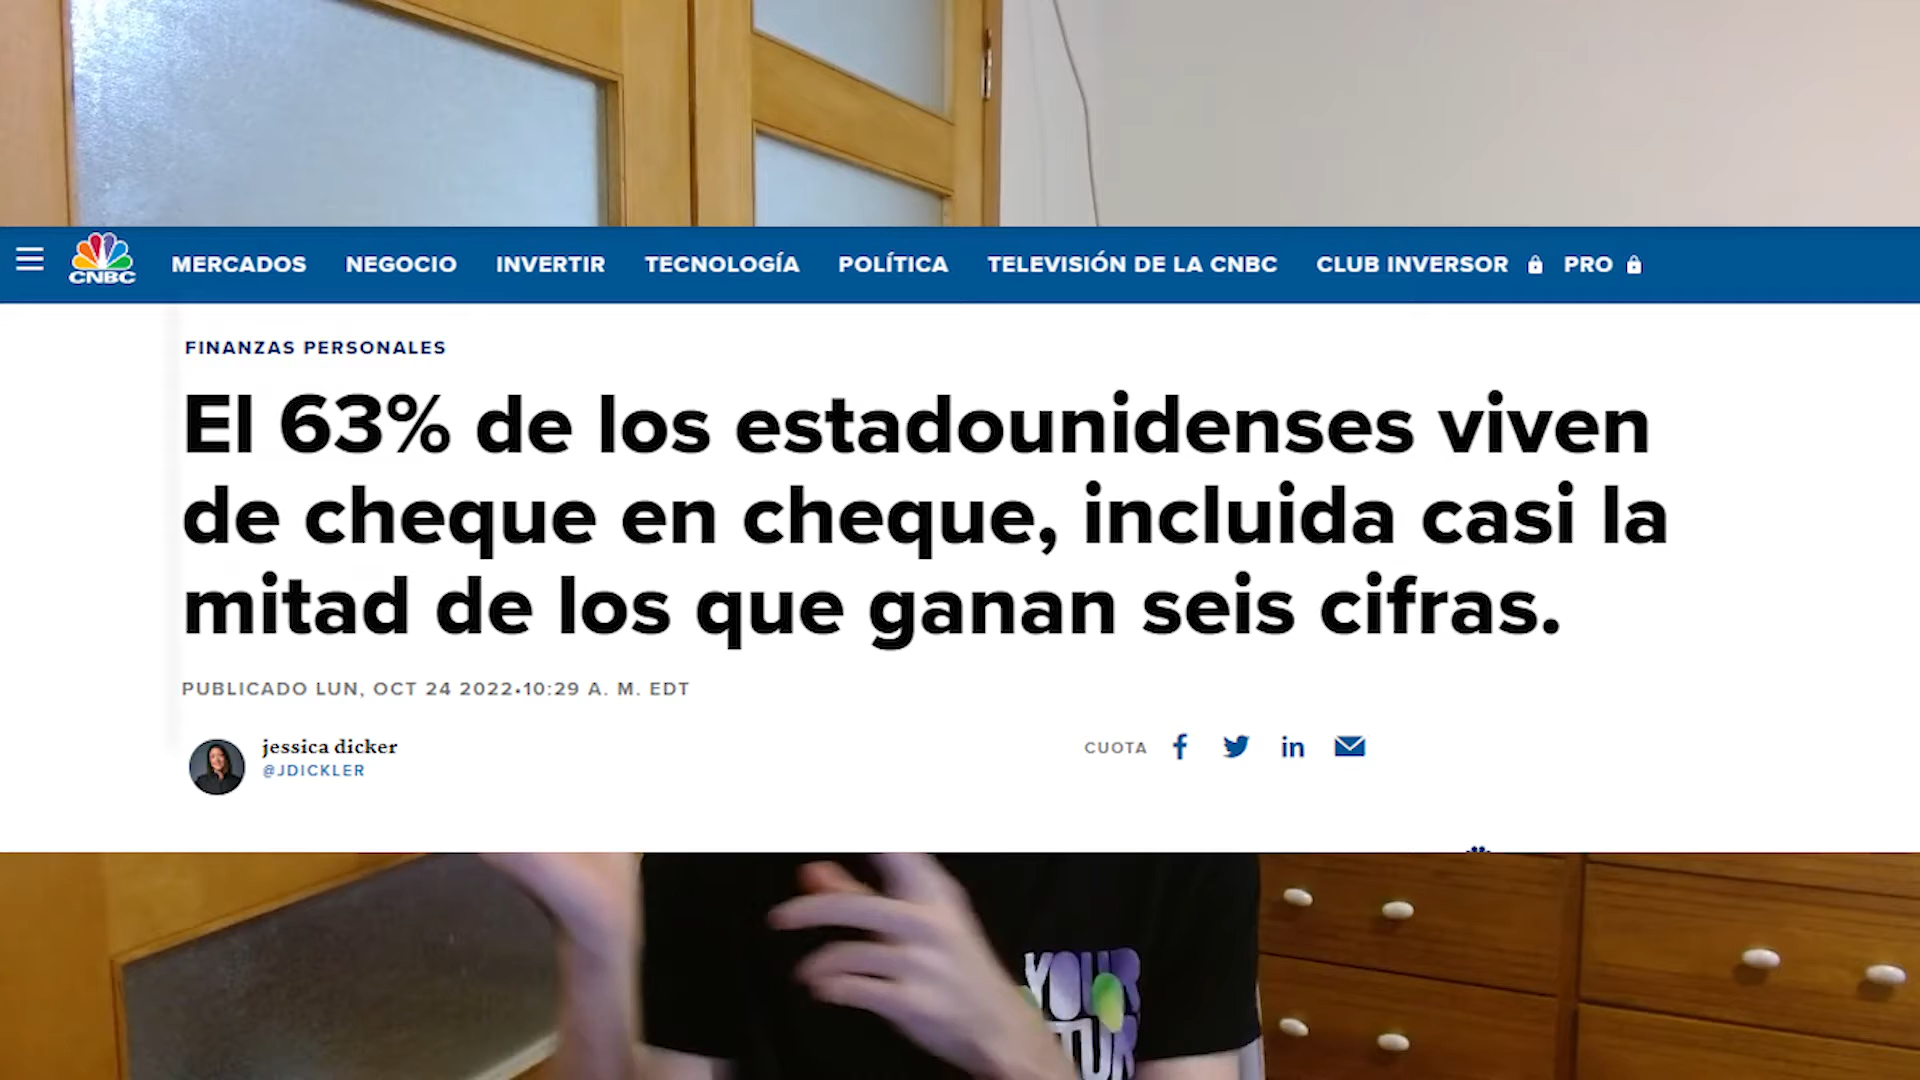 CNBC
MERCADOS NEGOCIO INVERTIR TECNOLOGÍA POLÍTICA TELEVISIÓN DE LA CNBC CLUB INVERSOR PRO
FINANZAS PERSONALES
El 63% de los estadounidenses viven
de cheque en cheque, incluida casi la
mitad de los que ganan seis cifras.
PUBLICADO LUN, OCT 24 2022•10:29 A. M. EDT
jessica dicker
@JDICKLER
CUOTA
YOUR